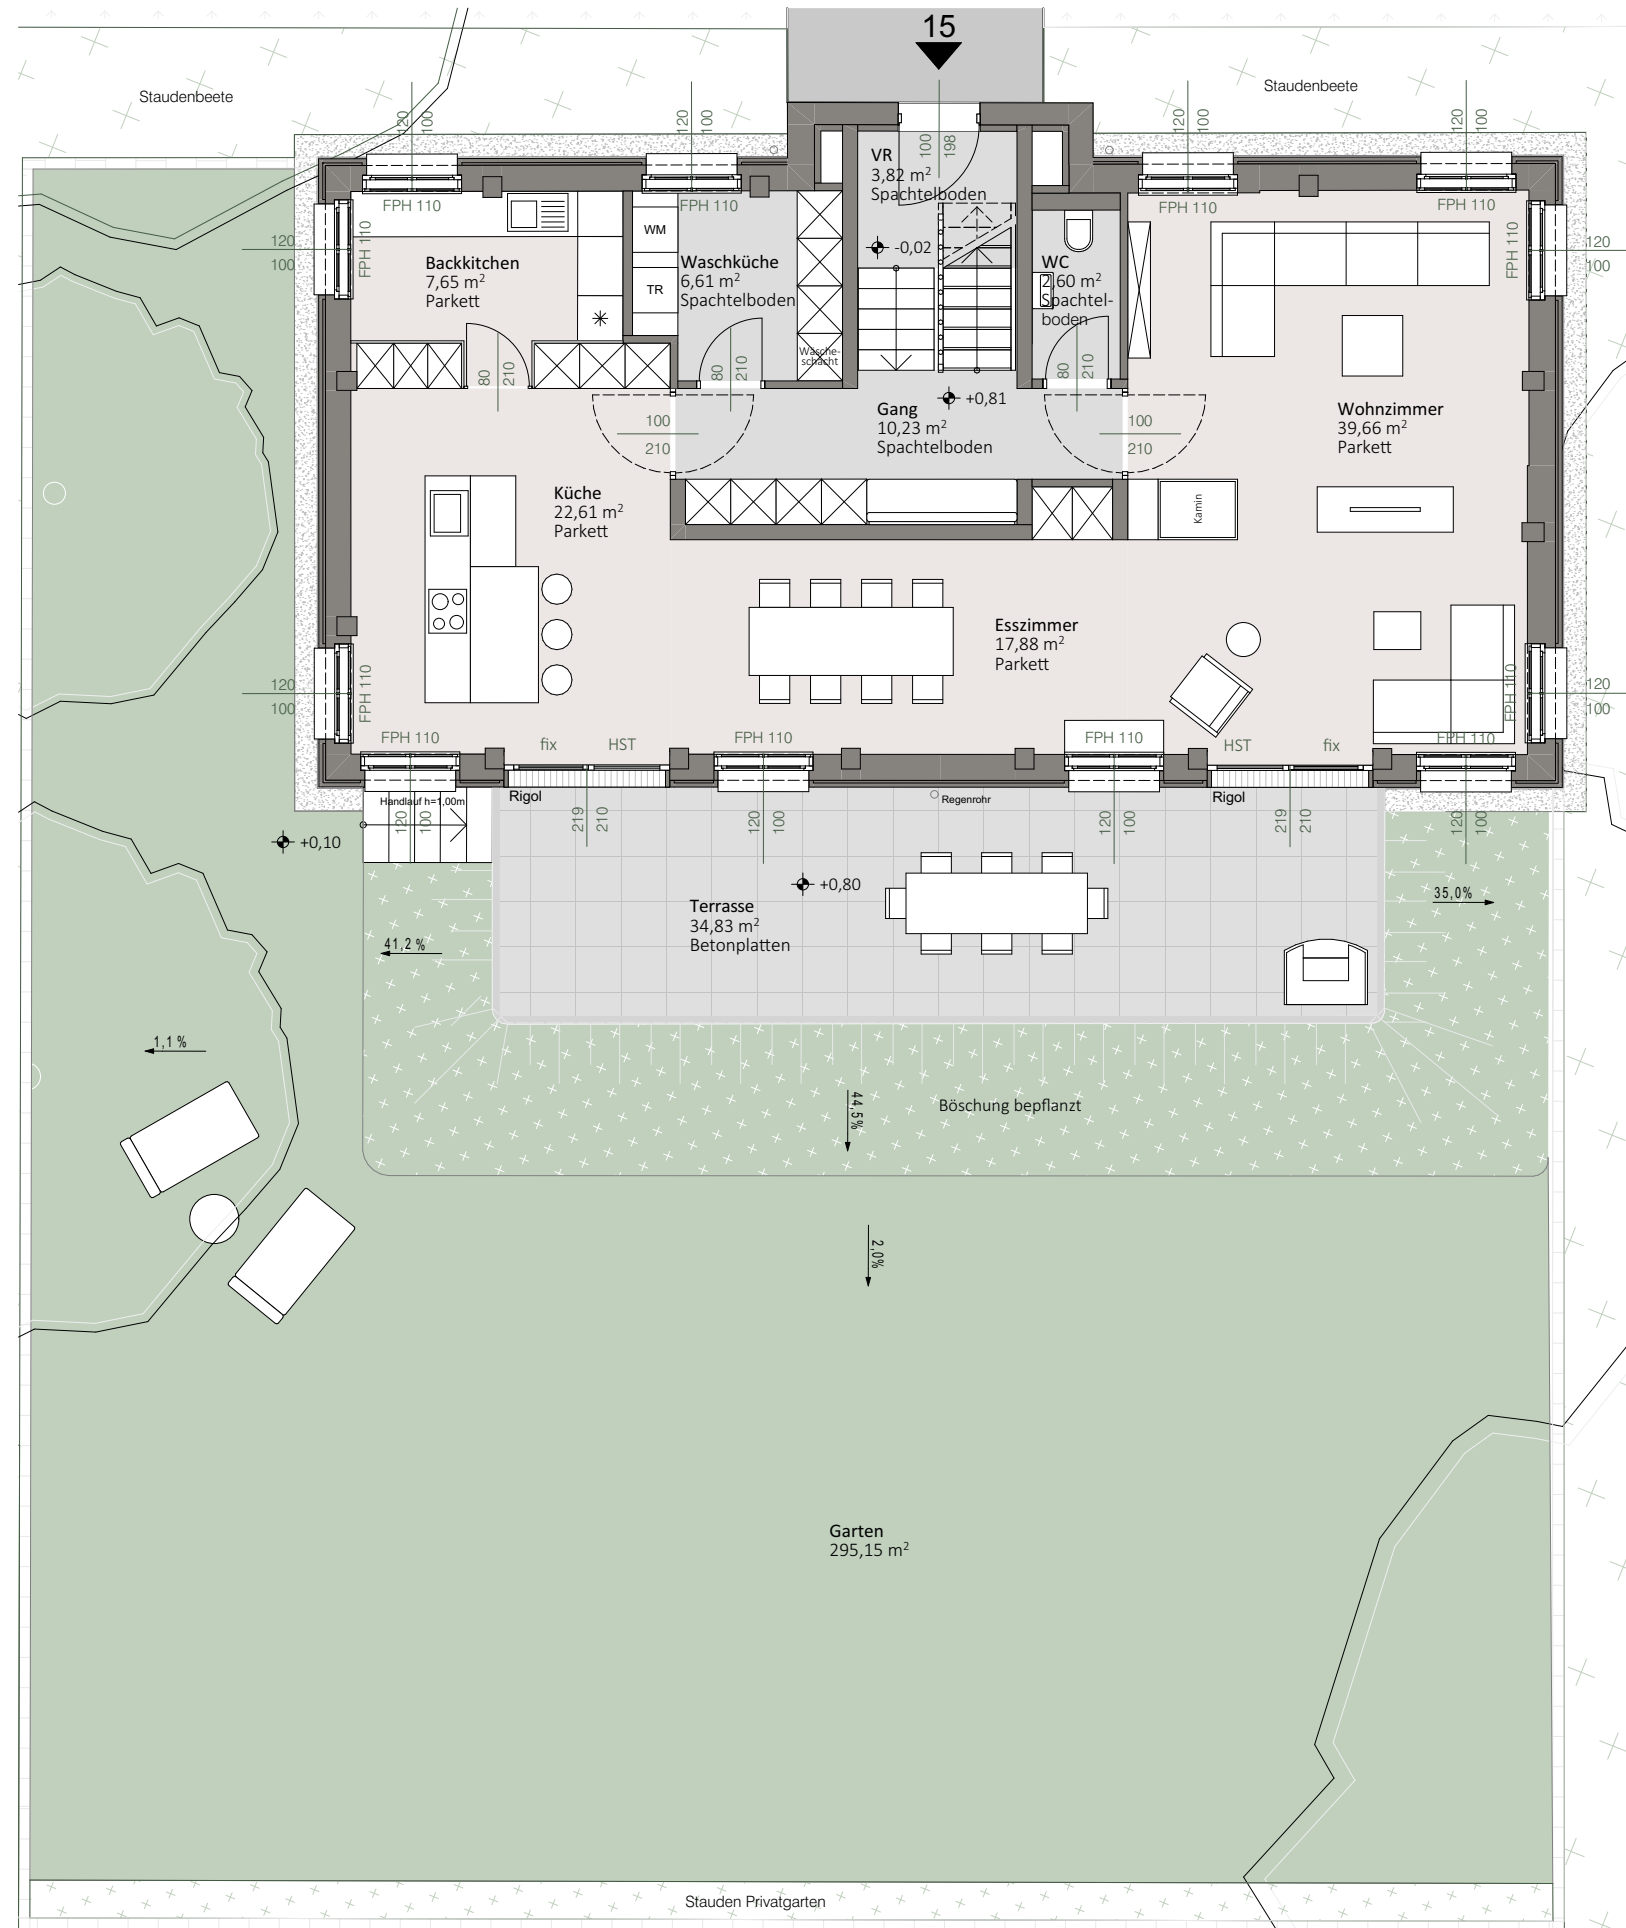 15
Staudenbeete
Staudenbeete
120
100
120
100
100
198
120
100
120
100
VR
3,82 m²
Spachtelboden
-0,02
FPH 110
FPH 110
FPH 110
FPH 110
120
100
FPH 110
Backkitchen
7,65 m²
Parkett
WM
TR
Waschküche
6,61 m²
Spachtelboden
Wäsche-
schacht
WC
2,60 m²
Spachtel-
boden
FPH 110
120
100
80
210
80
210
80
210
100
210
Gang
10,23 m²
Spachtelboden
+0,81
100
210
Wohnzimmer
39,66 m²
Parkett
Küche
22,61 m²
Parkett
Kamin
Esszimmer
17,88 m²
Parkett
120
100
FPH 110
FPH 110
120
100
FPH 110
fix
HST
FPH 110
FPH 110
HST
fix
FPH 110
Handlauf h=1,00m
Rigol
Regenrohr
Rigol
120
100
219
210
120
100
120
100
219
210
120
100
+0,10
+0,80
Terrasse
34,83 m²
Betonplatten
35,0%
41,2 %
1,1 %
44,5%
Böschung bepflanzt
2,0%
Garten
295,15 m²
Stauden Privatgarten